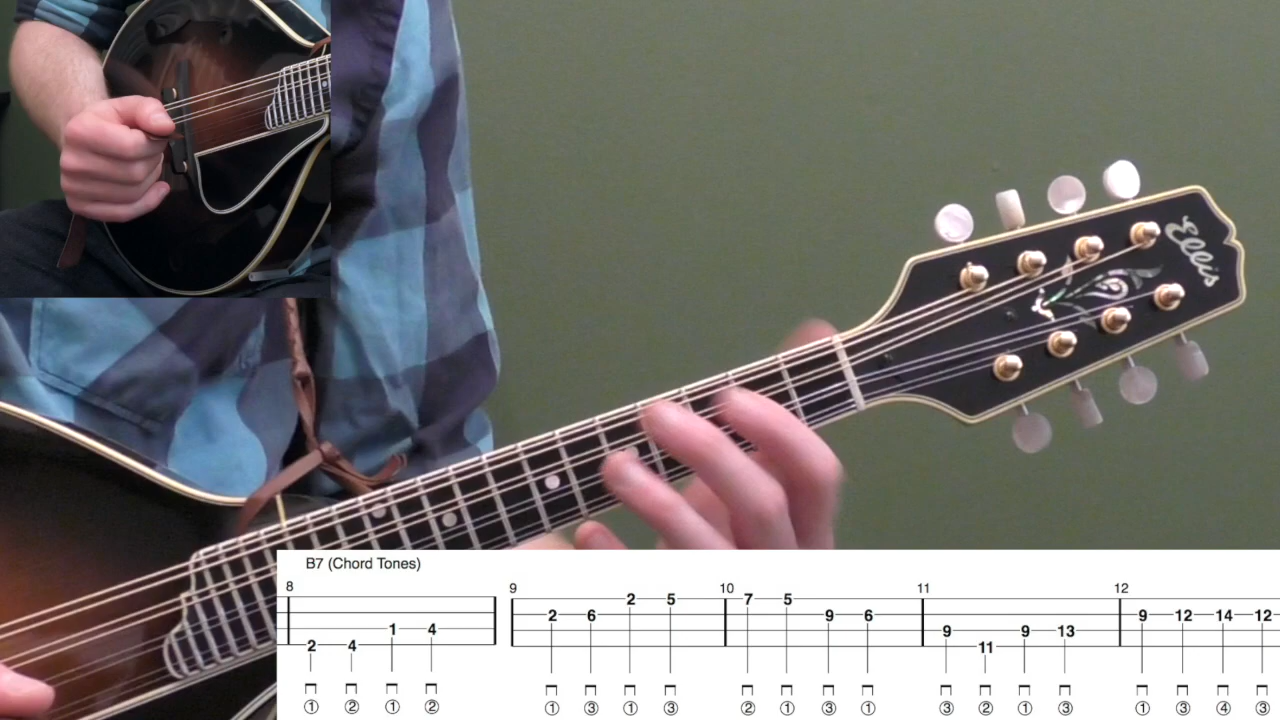 Ellis
B7 (Chord Tones)
8 9 10 11 12
2 5 7 5
2 6 9 6 9 12 14 12
1 4 9 9 13
2 4 11
① ② ① ② ① ③ ① ③ ② ① ③ ① ③ ② ① ③ ① ③ ④ ③